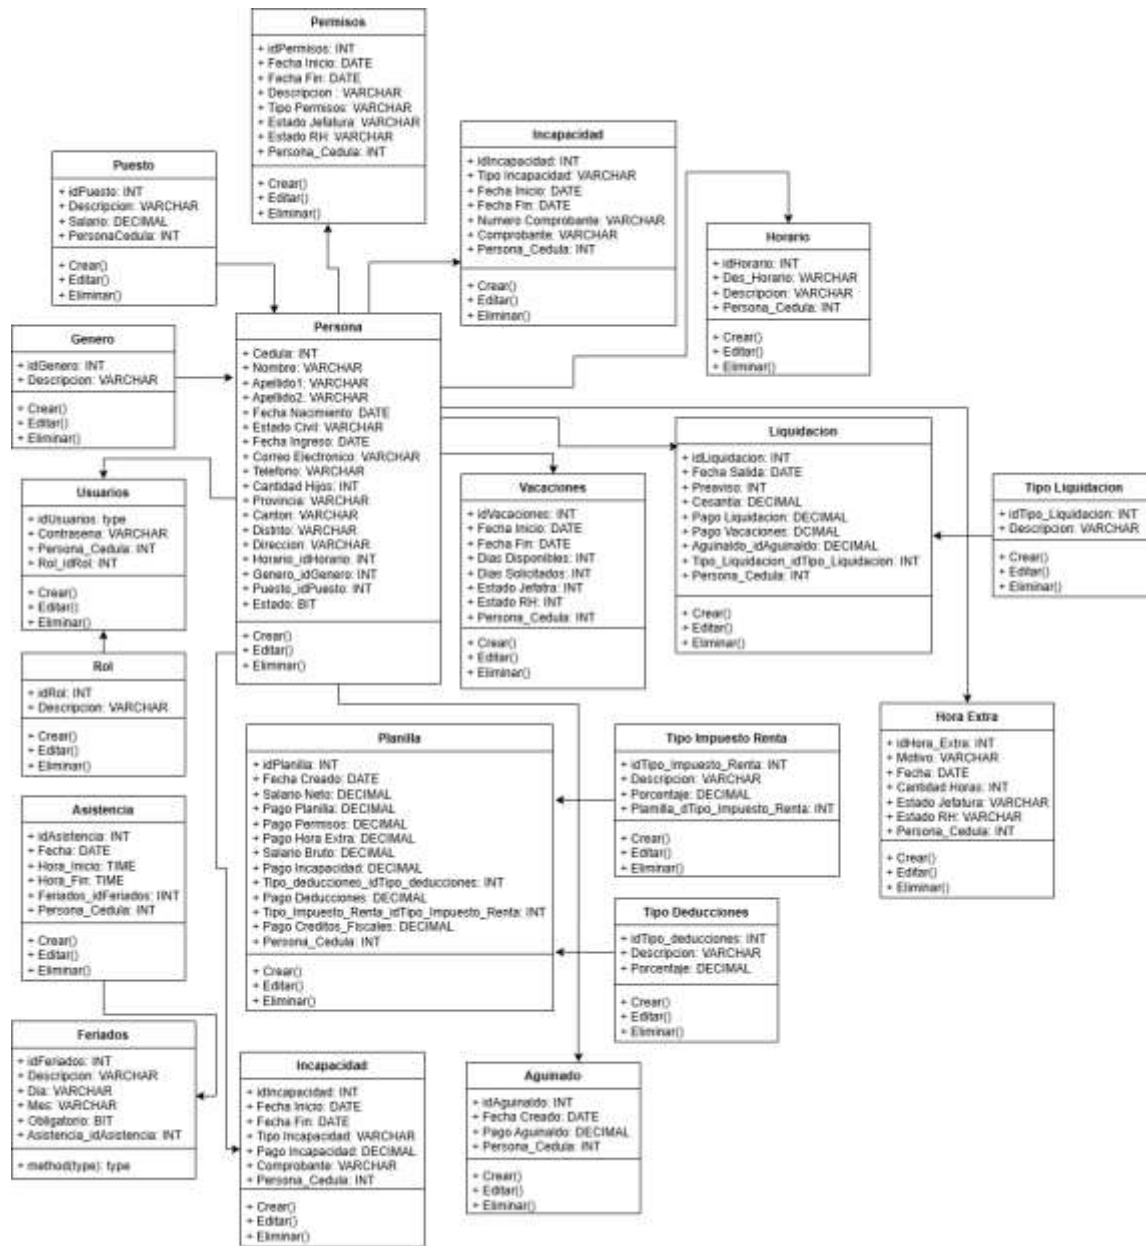 Permisos
+ idPermisos: INT
+ Fecha Inicio: DATE
+ Fecha Fin: DATE
+ Descripcion : VARCHAR
+ Tipo Permisos: VARCHAR
+ Estado Jefatura: VARCHAR
+ Estado RH: VARCHAR
+ Persona_Cedula: INT
+ Crear()
+ Editar()
+ Eliminar()
Incapacidad
+ idIncapacidad: INT
+ Tipo Incapacidad: VARCHAR
+ Fecha Inicio: DATE
+ Fecha Fin: DATE
+ Numero Comprobante: VARCHAR
+ Comprobante: VARCHAR
+ Persona_Cedula: INT
+ Crear()
+ Editar()
+ Eliminar()
Puesto
+ idPuesto: INT
+ Descripcion: VARCHAR
+ Salario: DECIMAL
+ PersonaCedula: INT
+ Crear()
+ Editar()
+ Eliminar()
Horario
+ idHorario: INT
+ Des_Horario: VARCHAR
+ Descripcion: VARCHAR
+ Persona_Cedula: INT
+ Crear()
+ Editar()
+ Eliminar()
Genero
+ idGenero: INT
+ Descripcion: VARCHAR
+ Crear()
+ Editar()
+ Eliminar()
Persona
+ Cedula: INT
+ Nombre: VARCHAR
+ Apellido1: VARCHAR
+ Apellido2: VARCHAR
+ Fecha Nacimiento: DATE
+ Estado Civil: VARCHAR
+ Fecha Ingreso: DATE
+ Correo Electronico: VARCHAR
+ Telefono: VARCHAR
+ Cantidad Hijos: INT
+ Provincia: VARCHAR
+ Canton: VARCHAR
+ Distrito: VARCHAR
+ Direccion: VARCHAR
+ Horario_idHorario: INT
+ Genero_idGenero: INT
+ Puesto_idPuesto: INT
+ Estado: BIT
+ Crear()
+ Editar()
+ Eliminar()
Liquidacion
+ idLiquidacion: INT
+ Fecha Salida: DATE
+ Preaviso: INT
+ Cesantia: DECIMAL
+ Pago Liquidacion: DECIMAL
+ Pago Vacaciones: DCIMAL
+ Aguinaldo_idAguinaldo: DECIMAL
+ Tipo_Liquidacion_idTipo_Liquidacion: INT
+ Persona_Cedula: INT
+ Crear()
+ Editar()
+ Eliminar()
Tipo Liquidacion
+ idTipo_Liquidacion: INT
+ Descripcion: VARCHAR
+ Crear()
+ Editar()
+ Eliminar()
Usuarios
+ idUsuarios: type
+ Contrasena: VARCHAR
+ Persona_Cedula: INT
+ Rol_idRol: INT
+ Crear()
+ Editar()
+ Eliminar()
Vacaciones
+ idVacaciones: INT
+ Fecha Inicio: DATE
+ Fecha Fin: DATE
+ Dias Disponibles: INT
+ Dias Solicitados: INT
+ Estado Jefatra: INT
+ Estado RH: INT
+ Persona_Cedula: INT
+ Crear()
+ Editar()
+ Eliminar()
Rol
+ idRol: INT
+ Descripcion: VARCHAR
+ Crear()
+ Editar()
+ Eliminar()
Planilla
+ idPlanilla: INT
+ Fecha Creado: DATE
+ Salario Neto: DECIMAL
+ Pago Planilla: DECIMAL
+ Pago Permisos: DECIMAL
+ Pago Hora Extra: DECIMAL
+ Salario Bruto: DECIMAL
+ Pago Incapacidad: DECIMAL
+ Tipo_deducciones_idTipo_deducciones: INT
+ Pago Deducciones: DECIMAL
+ Tipo_Impuesto_Renta_idTipo_Impuesto_Renta: INT
+ Pago Creditos_Fiscales: DECIMAL
+ Persona_Cedula: INT
+ Crear()
+ Editar()
+ Eliminar()
Tipo Impuesto Renta
+ idTipo_Impuesto_Renta: INT
+ Descripcion: VARCHAR
+ Porcentaje: DECIMAL
+ Planilla_dTipo_Impuesto_Renta: INT
+ Crear()
+ Editar()
+ Eliminar()
Hora Extra
+ idHora_Extra: INT
+ Motivo: VARCHAR
+ Fecha: DATE
+ Cantidad Horas: INT
+ Estado Jefatura: VARCHAR
+ Estado RH: VARCHAR
+ Persona_Cedula: INT
+ Crear()
+ Editar()
+ Eliminar()
Asistencia
+ idAsistencia: INT
+ Fecha: DATE
+ Hora_Inicio: TIME
+ Hora_Fin: TIME
+ Feriados_idFeriados: IINT
+ Persona_Cedula: INT
+ Crear()
+ Editar()
+ Eliminar()
Tipo Deducciones
+ idTipo_deducciones: INT
+ Descripcion: VARCHAR
+ Porcentaje: DECIMAL
+ Crear()
+ Editar()
+ Eliminar()
Feriados
+ idFeriados: INT
+ Descripcion: VARCHAR
+ Dia: VARCHAR
+ Mes: VARCHAR
+ Obligatorio: BIT
+ Asistencia_idAsistencia: INT
+ method(type): type
Incapacidad
+ idIncapacidad: INT
+ Fecha Inicio: DATE
+ Fecha Fin: DATE
+ Tipo Incapacidad: VARCHAR
+ Pago Incapacidad: DECIMAL
+ Comprobante: VARCHAR
+ Persona_Cedula: INT
+ Crear()
+ Editar()
+ Eliminar()
Aguinado
+ idAguinaldo: INT
+ Fecha Creado: DATE
+ Pago Aguinaldo: DECIMAL
+ Persona_Cedula: INT
+ Crear()
+ Editar()
+ Eliminar()